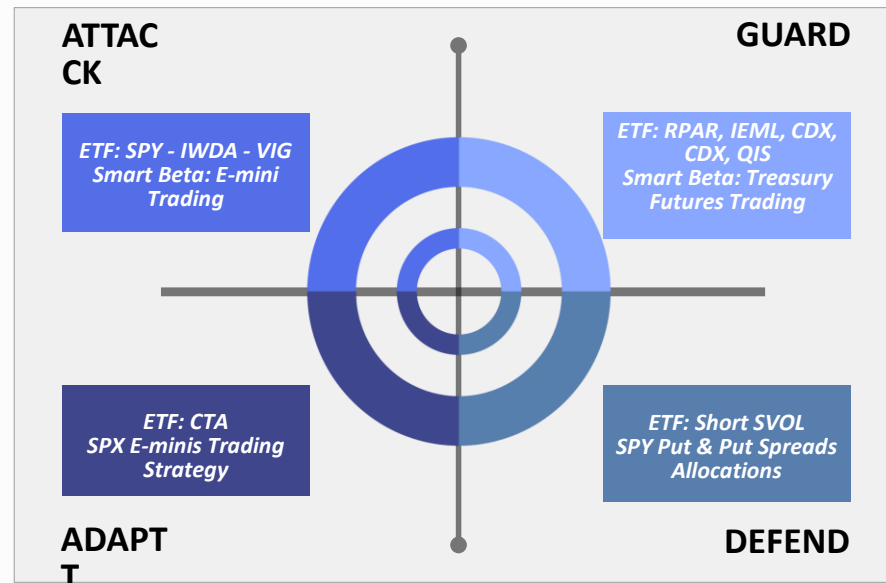 ATTAC
CK
GUARD
ETF: SPY - IWDA - VIG
Smart Beta: E-mini
Trading
ETF: RPAR, IEML, CDX,
CDX, QIS
Smart Beta: Treasury
Futures Trading
ETF: CTA
SPX E-minis Trading
Strategy
ETF: Short SVOL
SPY Put & Put Spreads
Allocations
ADAPT
T
DEFEND